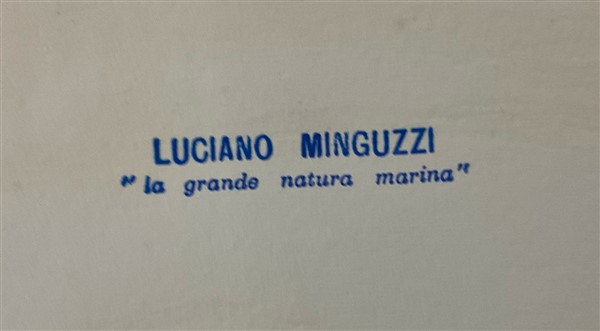 LUCIANO MINGUZZI
"la grande natura marina"